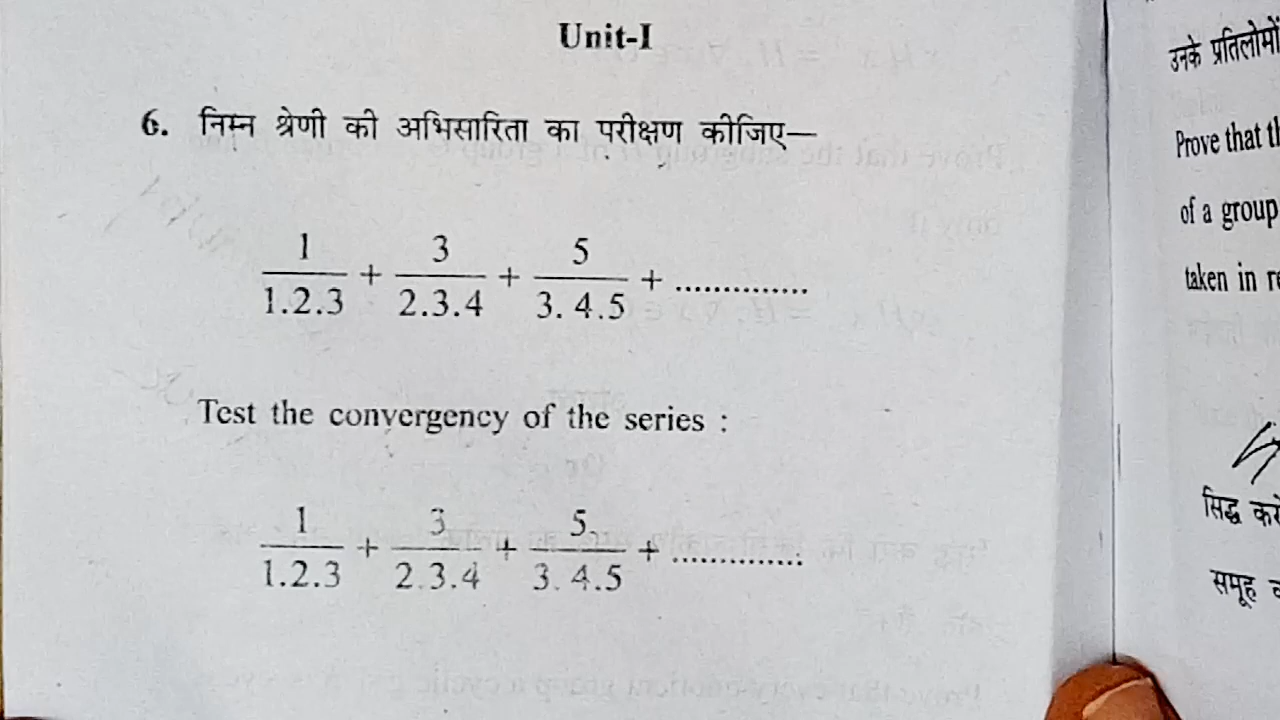 Unit-I
6. निम्न श्रेणी की अभिसारिता का परीक्षण कीजिए—
1/1.2.3 + 3/2.3.4 + 5/3.4.5 + ..............
Test the convergency of the series :
1/1.2.3 + 3/2.3.4 + 5/3.4.5 + ..............
उनके प्रतिलोमों
Prove that
of a group
taken in
सिद्ध
समूह